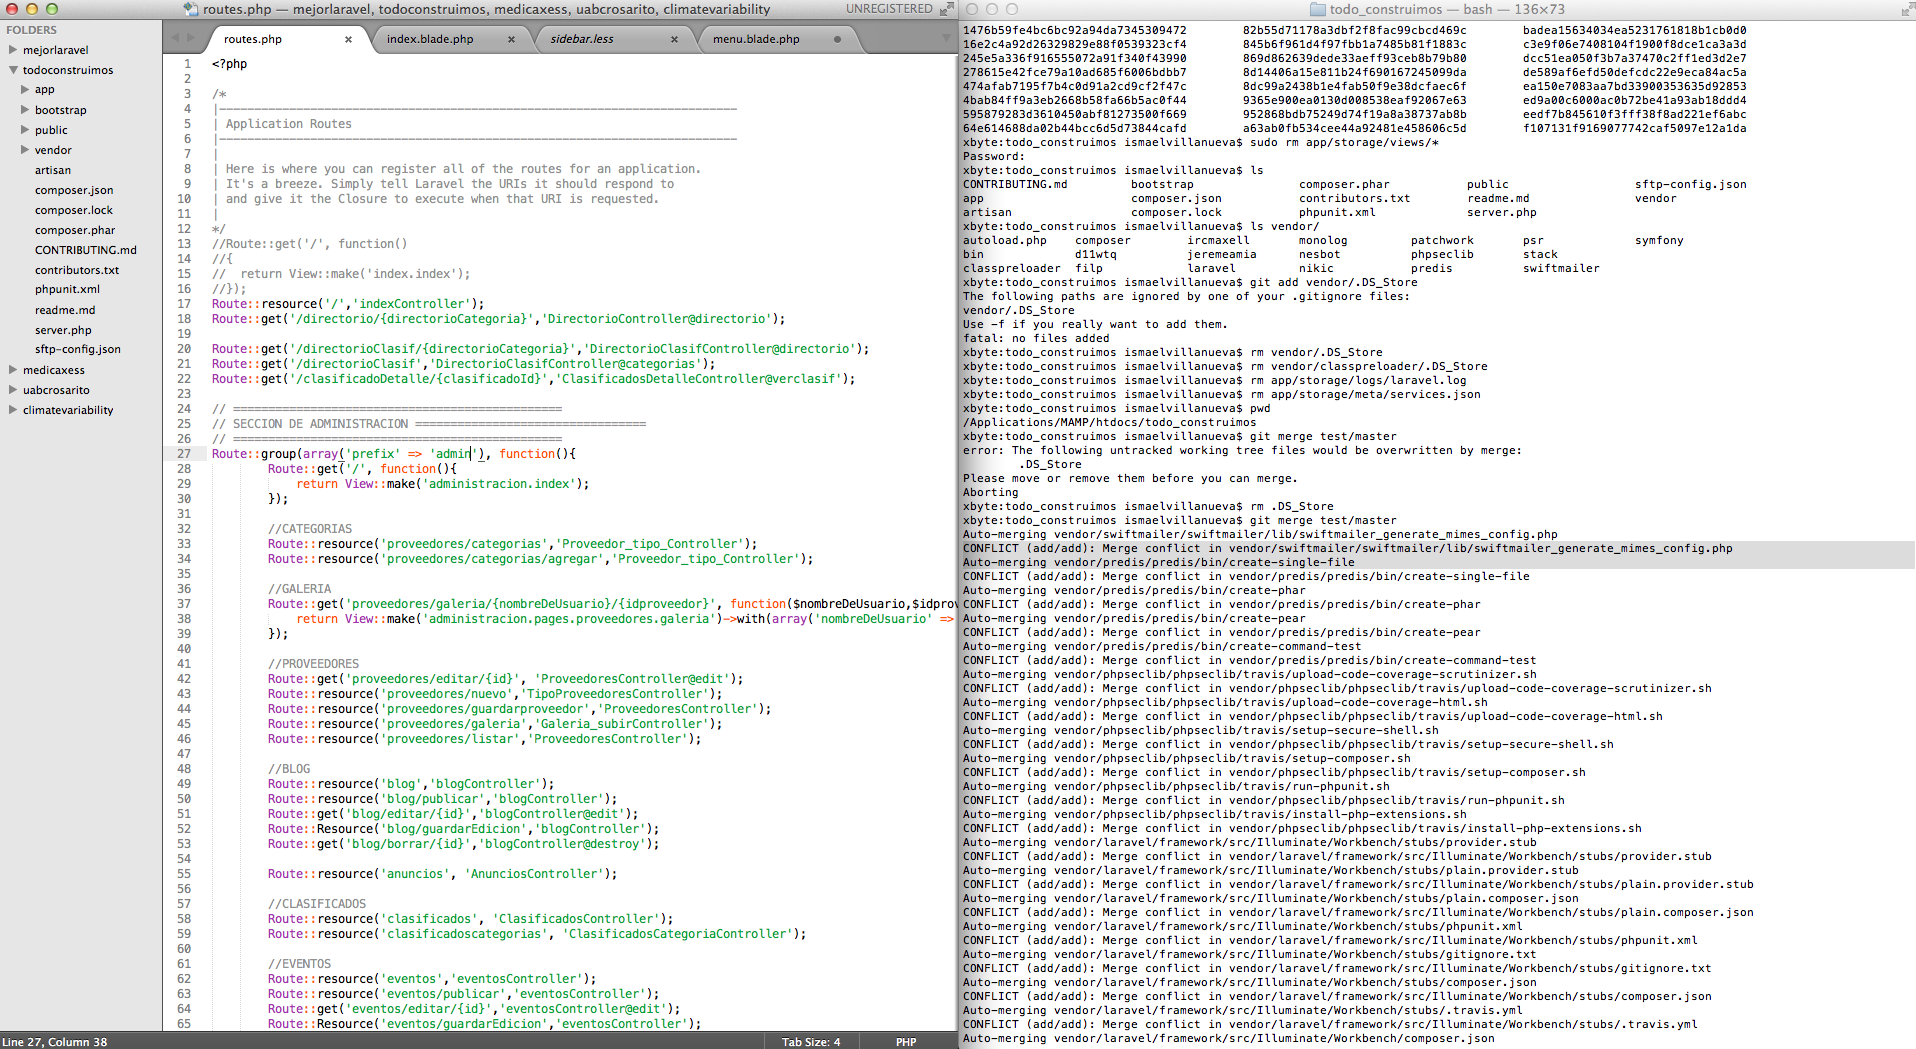 routes.php — mejorlaravel, todoconstruimos, medicaxess, uabcrosarito, climatevariability
UNREGISTERED
FOLDERS
mejorlaravel
todoconstruimos
app
bootstrap
public
vendor
artisan
composer.json
composer.lock
composer.phar
CONTRIBUTING.md
contributors.txt
phpunit.xml
readme.md
server.php
sftp-config.json
medicaxess
uabcrosarito
climatevariability
routes.php ×
index.blade.php ×
sidebar.less ×
menu.blade.php
1 <?php
2
3 /*
4 |--------------------------------------------------------------------------
5 | Application Routes
6 |--------------------------------------------------------------------------
7 |
8 | Here is where you can register all of the routes for an application.
9 | It's a breeze. Simply tell Laravel the URIs it should respond to
10 | and give it the Closure to execute when that URI is requested.
11 |
12 */
13 //Route::get('/', function()
14 //{
15 //  return View::make('index.index');
16 //});
17 Route::resource('/','indexController');
18 Route::get('/directorio/{directorioCategoria}','DirectorioController@directorio');
19
20 Route::get('/directorioClasif/{directorioCategoria}','DirectorioClasifController@directorio');
21 Route::get('/directorioClasif','DirectorioClasifController@categorias');
22 Route::get('/clasificadoDetalle/{clasificadoId}','ClasificadosDetalleController@verclasif');
23
24 // ===============================================
25 // SECCION DE ADMINISTRACION =================================
26 // ===============================================
27 Route::group(array('prefix' => 'admin'), function(){
28 Route::get('/', function(){
29 return View::make('administracion.index');
30 });
31
32 //CATEGORIAS
33 Route::resource('proveedores/categorias','Proveedor_tipo_Controller');
34 Route::resource('proveedores/categorias/agregar','Proveedor_tipo_Controller');
35
36 //GALERIA
37 Route::get('proveedores/galeria/{nombreDeUsuario}/{idproveedor}', function($nombreDeUsuario,$idprov
38 return View::make('administracion.pages.proveedores.galeria')->with(array('nombreDeUsuario' =>
39 });
40
41 //PROVEEDORES
42 Route::get('proveedores/editar/{id}', 'ProveedoresController@edit');
43 Route::resource('proveedores/nuevo','TipoProveedoresController');
44 Route::resource('proveedores/guardarproveedor','ProveedoresController');
45 Route::resource('proveedores/galeria','Galeria_subirController');
46 Route::resource('proveedores/listar','ProveedoresController');
47
48 //BLOG
49 Route::resource('blog','blogController');
50 Route::resource('blog/publicar','blogController');
51 Route::get('blog/editar/{id}','blogController@edit');
52 Route::Resource('blog/guardarEdicion','blogController');
53 Route::get('blog/borrar/{id}','blogController@destroy');
54
55 Route::resource('anuncios', 'AnunciosController');
56
57 //CLASIFICADOS
58 Route::resource('clasificados', 'ClasificadosController');
59 Route::resource('clasificadoscategorias', 'ClasificadosCategoriaController');
60
61 //EVENTOS
62 Route::resource('eventos','eventosController');
63 Route::resource('eventos/publicar','eventosController');
64 Route::get('eventos/editar/{id}','eventosController@edit');
65 Route::Resource('eventos/guardarEdicion','eventosController');
Line 27, Column 38
Tab Size: 4
PHP
todo_construimos — bash — 136×73
1476b59fe4bc6bc92a94da7345309472 82b55d71178a3dbf2f8fac99cbcd469c badea15634034ea5231761818b1cb0d0
16e2c4a92d26329829e88f0539323cf4 845b6f961d4f97fbb1a7485b81f1883c c3e9f06e7408104f1900f8dce1ca3a3d
245e5a336f916555072a91f340f43990 869d862639dede33aeff93ceb8b79b80 dcc51ea050f3b7a37470c2ff1ed3d2e7
278615e42fce79a10ad685f6006bdbb7 8d14406a15e811b24f690167245099da de589af6efd50defcdc22e9eca84ac5a
474afab7195f7b4c0d91a2cd9cf2f47c 8dc99a2438b1e4fab50f9e38dcfaec6f ea150e7083aa7bd33900353635d92853
4bab84ff9a3eb2668b58fa66b5ac0f44 9365e900ea0130d008538eaf92067e63 ed9a00c6000ac0b72be41a93ab18ddd4
595879283d3610450abf81273500f669 952868bdb75249d74f19a8a38737ab8b eedf7b845610f3fff38f8ad221ef6abc
64e614688da02b44bcc6d5d73844cafd a63ab0fb534cee44a92481e458606c5d f107131f9169077742caf5097e12a1da
xbyte:todo_construimos ismaelvillanueva$ sudo rm app/storage/views/*
Password:
xbyte:todo_construimos ismaelvillanueva$ ls
CONTRIBUTING.md bootstrap composer.phar public sftp-config.json
app composer.json contributors.txt readme.md vendor
artisan composer.lock phpunit.xml server.php
xbyte:todo_construimos ismaelvillanueva$ ls vendor/
autoload.php composer ircmaxell monolog patchwork psr symfony
bin d11wtq jeremeamia nesbot phpseclib stack
classpreloader filp laravel nikic predis swiftmailer
xbyte:todo_construimos ismaelvillanueva$ git add vendor/.DS_Store
The following paths are ignored by one of your .gitignore files:
vendor/.DS_Store
Use -f if you really want to add them.
fatal: no files added
xbyte:todo_construimos ismaelvillanueva$ rm vendor/.DS_Store
xbyte:todo_construimos ismaelvillanueva$ rm vendor/classpreloader/.DS_Store
xbyte:todo_construimos ismaelvillanueva$ rm app/storage/logs/laravel.log
xbyte:todo_construimos ismaelvillanueva$ rm app/storage/meta/services.json
xbyte:todo_construimos ismaelvillanueva$ pwd
/Applications/MAMP/htdocs/todo_construimos
xbyte:todo_construimos ismaelvillanueva$ git merge test/master
error: The following untracked working tree files would be overwritten by merge:
.DS_Store
Please move or remove them before you can merge.
Aborting
xbyte:todo_construimos ismaelvillanueva$ rm .DS_Store
xbyte:todo_construimos ismaelvillanueva$ git merge test/master
Auto-merging vendor/swiftmailer/swiftmailer/lib/swiftmailer_generate_mimes_config.php
CONFLICT (add/add): Merge conflict in vendor/swiftmailer/swiftmailer/lib/swiftmailer_generate_mimes_config.php
Auto-merging vendor/predis/predis/bin/create-single-file
CONFLICT (add/add): Merge conflict in vendor/predis/predis/bin/create-single-file
Auto-merging vendor/predis/predis/bin/create-phar
CONFLICT (add/add): Merge conflict in vendor/predis/predis/bin/create-phar
Auto-merging vendor/predis/predis/bin/create-pear
CONFLICT (add/add): Merge conflict in vendor/predis/predis/bin/create-pear
Auto-merging vendor/predis/predis/bin/create-command-test
CONFLICT (add/add): Merge conflict in vendor/predis/predis/bin/create-command-test
Auto-merging vendor/phpseclib/phpseclib/travis/upload-code-coverage-scrutinizer.sh
CONFLICT (add/add): Merge conflict in vendor/phpseclib/phpseclib/travis/upload-code-coverage-scrutinizer.sh
Auto-merging vendor/phpseclib/phpseclib/travis/upload-code-coverage-html.sh
CONFLICT (add/add): Merge conflict in vendor/phpseclib/phpseclib/travis/upload-code-coverage-html.sh
Auto-merging vendor/phpseclib/phpseclib/travis/setup-secure-shell.sh
CONFLICT (add/add): Merge conflict in vendor/phpseclib/phpseclib/travis/setup-secure-shell.sh
Auto-merging vendor/phpseclib/phpseclib/travis/setup-composer.sh
CONFLICT (add/add): Merge conflict in vendor/phpseclib/phpseclib/travis/setup-composer.sh
Auto-merging vendor/phpseclib/phpseclib/travis/run-phpunit.sh
CONFLICT (add/add): Merge conflict in vendor/phpseclib/phpseclib/travis/run-phpunit.sh
Auto-merging vendor/phpseclib/phpseclib/travis/install-php-extensions.sh
CONFLICT (add/add): Merge conflict in vendor/phpseclib/phpseclib/travis/install-php-extensions.sh
Auto-merging vendor/laravel/framework/src/Illuminate/Workbench/stubs/provider.stub
CONFLICT (add/add): Merge conflict in vendor/laravel/framework/src/Illuminate/Workbench/stubs/provider.stub
Auto-merging vendor/laravel/framework/src/Illuminate/Workbench/stubs/plain.provider.stub
CONFLICT (add/add): Merge conflict in vendor/laravel/framework/src/Illuminate/Workbench/stubs/plain.provider.stub
Auto-merging vendor/laravel/framework/src/Illuminate/Workbench/stubs/plain.composer.json
CONFLICT (add/add): Merge conflict in vendor/laravel/framework/src/Illuminate/Workbench/stubs/plain.composer.json
Auto-merging vendor/laravel/framework/src/Illuminate/Workbench/stubs/phpunit.xml
CONFLICT (add/add): Merge conflict in vendor/laravel/framework/src/Illuminate/Workbench/stubs/phpunit.xml
Auto-merging vendor/laravel/framework/src/Illuminate/Workbench/stubs/gitignore.txt
CONFLICT (add/add): Merge conflict in vendor/laravel/framework/src/Illuminate/Workbench/stubs/gitignore.txt
Auto-merging vendor/laravel/framework/src/Illuminate/Workbench/stubs/composer.json
CONFLICT (add/add): Merge conflict in vendor/laravel/framework/src/Illuminate/Workbench/stubs/composer.json
Auto-merging vendor/laravel/framework/src/Illuminate/Workbench/stubs/.travis.yml
CONFLICT (add/add): Merge conflict in vendor/laravel/framework/src/Illuminate/Workbench/stubs/.travis.yml
Auto-merging vendor/laravel/framework/src/Illuminate/Workbench/composer.json